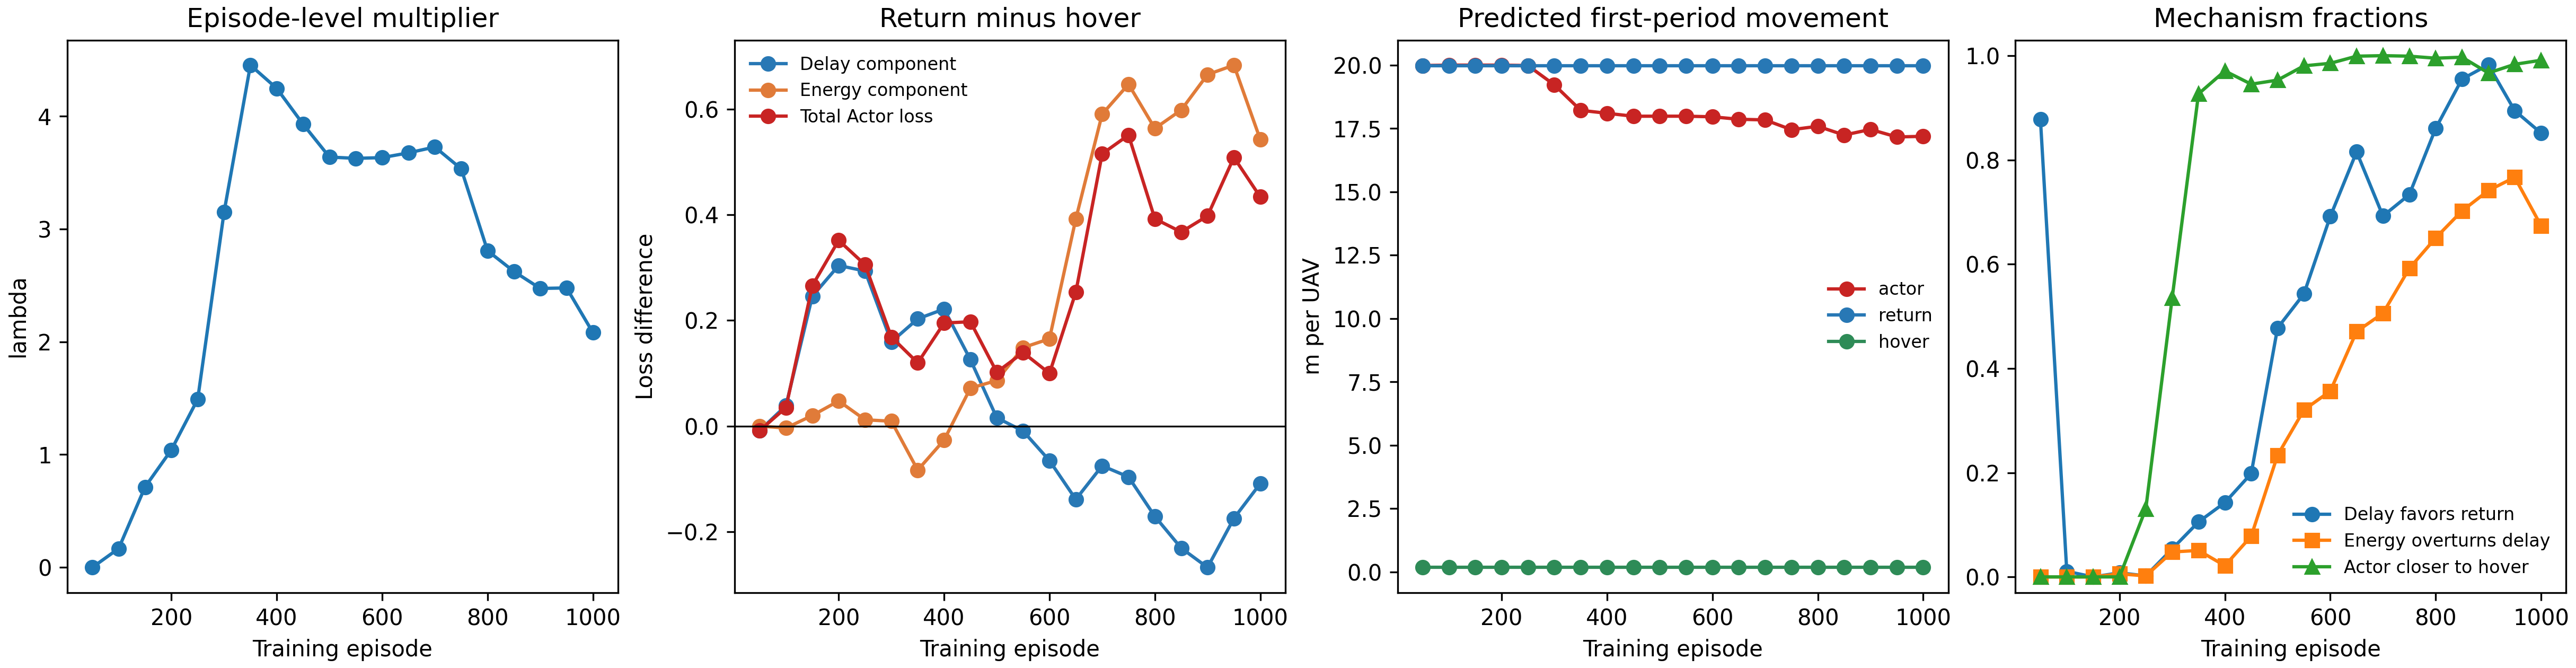 Episode-level multiplier
lambda
4
3
2
1
0
200 400 600 800 1000
Training episode
Return minus hover
Loss difference
Delay component
Energy component
Total Actor loss
0.6
0.4
0.2
0.0
−0.2
200 400 600 800 1000
Training episode
Predicted first-period movement
m per UAV
20.0
17.5
15.0
12.5
10.0
7.5
5.0
2.5
0.0
actor
return
hover
200 400 600 800 1000
Training episode
Mechanism fractions
1.0
0.8
0.6
0.4
0.2
0.0
Delay favors return
Energy overturns delay
Actor closer to hover
200 400 600 800 1000
Training episode